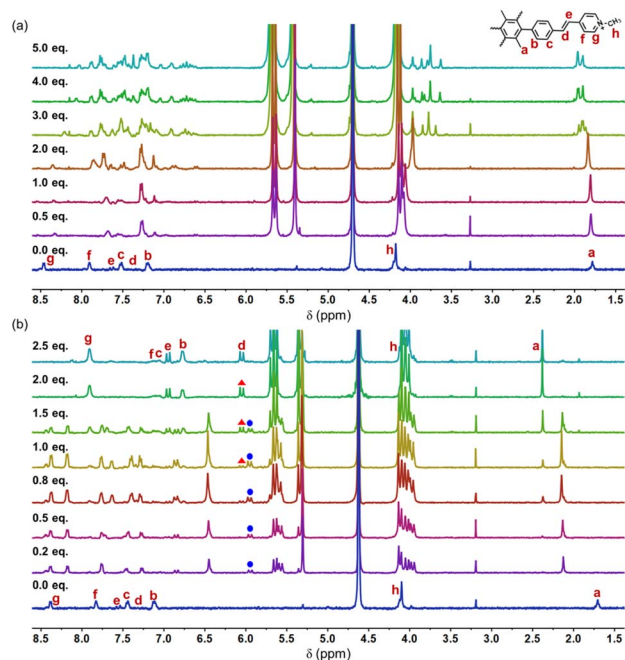 (a)
e
CH₃
N⁺
b c d f g h
a
5.0 eq.
4.0 eq.
3.0 eq.
2.0 eq.
1.0 eq.
0.5 eq.
0.0 eq.
g f e c d b h a
8.5 8.0 7.5 7.0 6.5 6.0 5.5 5.0 4.5 4.0 3.5 3.0 2.5 2.0 1.5
δ (ppm)
(b)
2.5 eq.
g f c e b d h a
2.0 eq.
1.5 eq.
1.0 eq.
0.8 eq.
0.5 eq.
0.2 eq.
0.0 eq.
g f e c d b h a
8.5 8.0 7.5 7.0 6.5 6.0 5.5 5.0 4.5 4.0 3.5 3.0 2.5 2.0 1.5
δ (ppm)